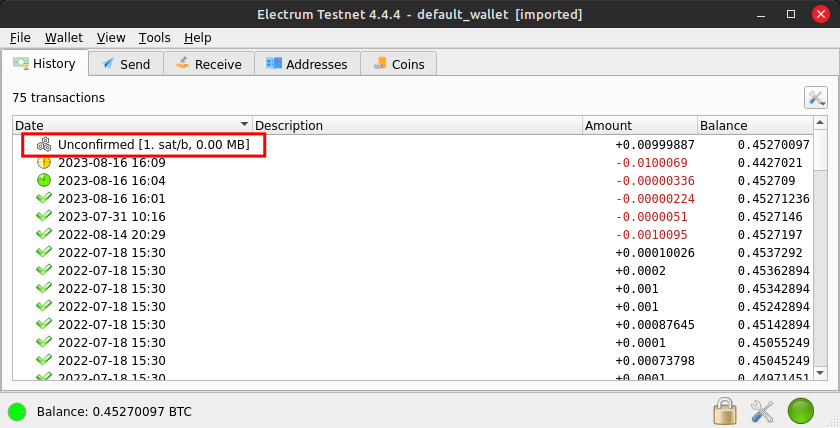 Electrum Testnet 4.4.4 - default_wallet [imported]
File Wallet View Tools Help
History Send Receive Addresses Coins
75 transactions
Date Description Amount Balance
Unconfirmed [1. sat/b, 0.00 MB] +0.00999887 0.45270097
2023-08-16 16:09 -0.0100069 0.4427021
2023-08-16 16:04 -0.00000336 0.452709
2023-08-16 16:01 -0.00000224 0.45271236
2023-07-31 10:16 -0.0000051 0.4527146
2022-08-14 20:29 -0.0010095 0.4527197
2022-07-18 15:30 +0.00010026 0.4537292
2022-07-18 15:30 +0.0002 0.45362894
2022-07-18 15:30 +0.001 0.45342894
2022-07-18 15:30 +0.001 0.45242894
2022-07-18 15:30 +0.00087645 0.45142894
2022-07-18 15:30 +0.0001 0.45055249
2022-07-18 15:30 +0.00073798 0.45045249
2022-07-18 15:30 +0.0001 0.44971451
Balance: 0.45270097 BTC